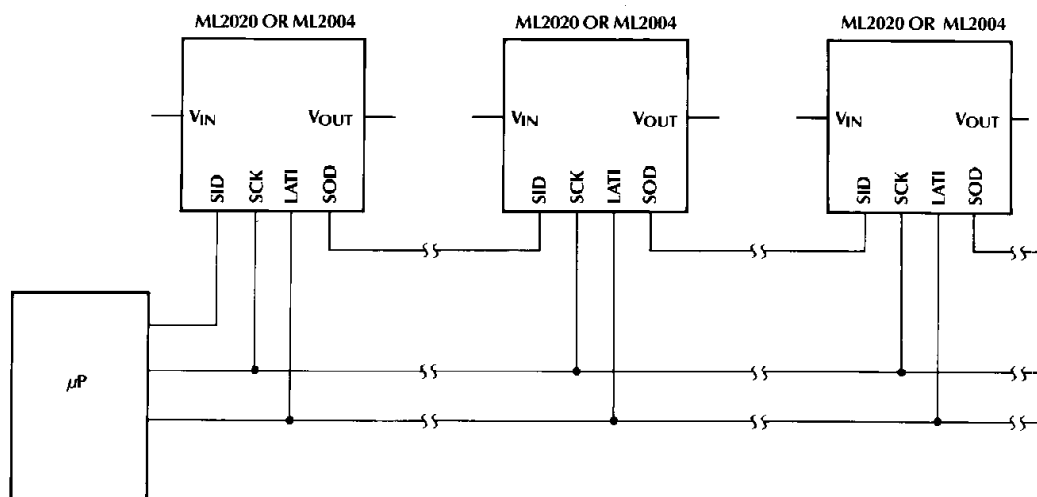 ML2020 OR ML2004
ML2020 OR ML2004
ML2020 OR ML2004
VIN
VOUT
VIN
VOUT
VIN
VOUT
SID
SCK
LATI
SOD
SID
SCK
LATI
SOD
SID
SCK
LATI
SOD
μP